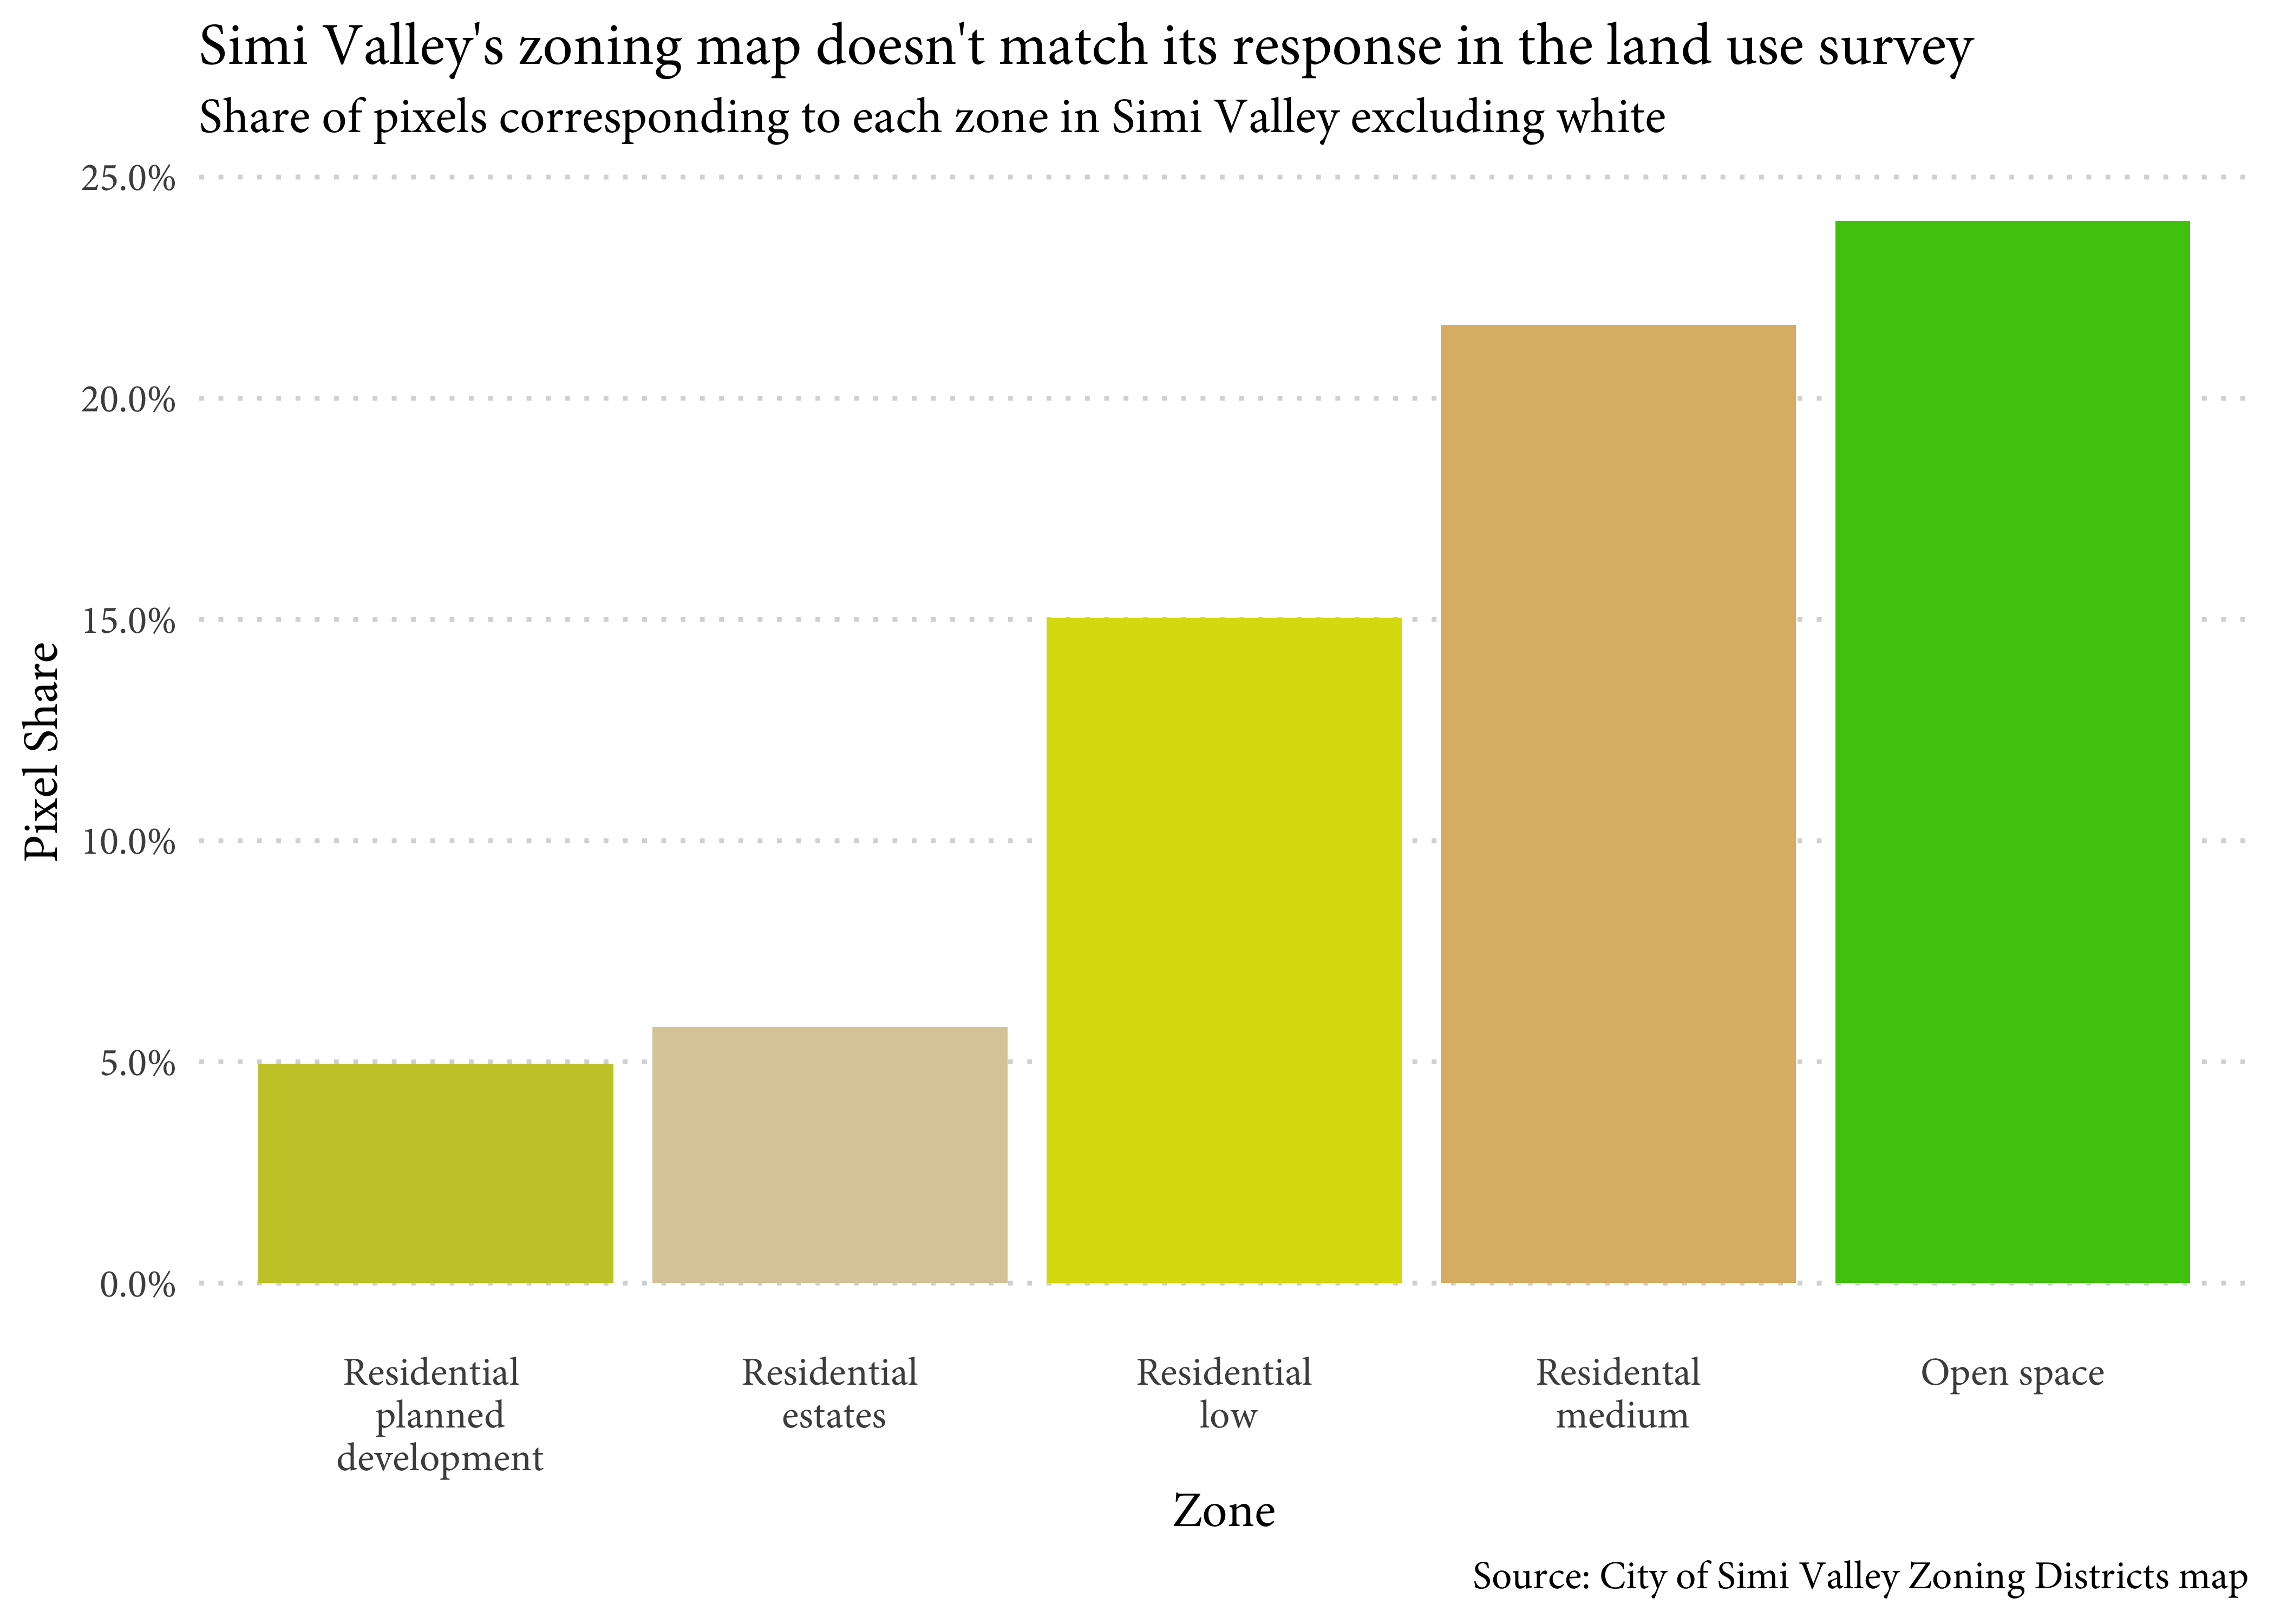 Simi Valley's zoning map doesn't match its response in the land use survey
Share of pixels corresponding to each zone in Simi Valley excluding white
25.0%
20.0%
15.0%
10.0%
5.0%
0.0%
Pixel Share
Residential
planned
development
Residential
estates
Residential
low
Residental
medium
Open space
Zone
Source: City of Simi Valley Zoning Districts map